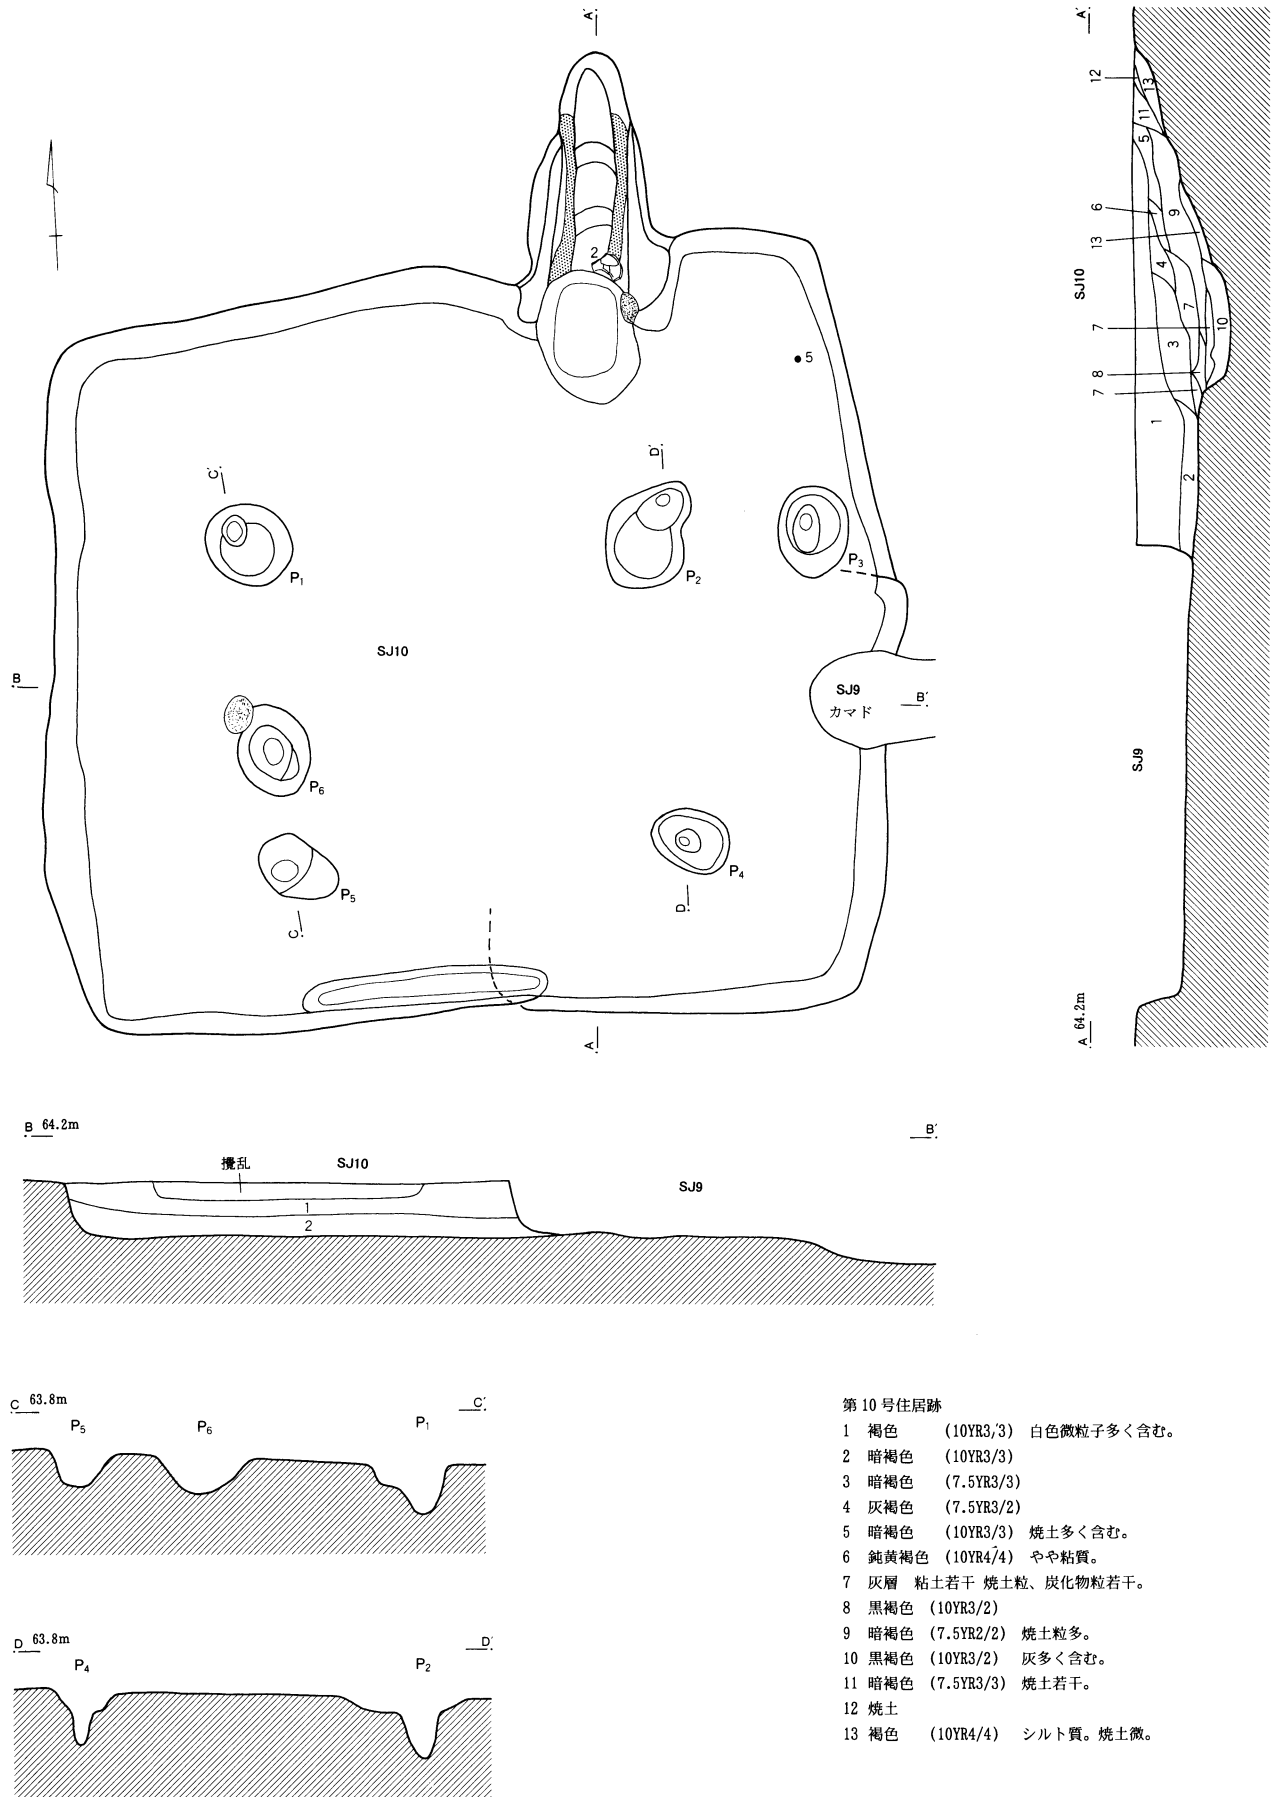 A′
A′
12
13
11
5
6
9
13
4
SJ10
7
7
10
3
8
7
1
2
2
5
C′
D′
P1
P2
P3
SJ10
B
SJ9
カマド
B′
SJ9
P6
P5
P4
C
D
A
A 64.2m
B 64.2m
B′
攪乱
SJ10
SJ9
1
2
C 63.8m
C′
P5
P6
P1
D 63.8m
D′
P4
P2
第10号住居跡
1 褐色 (10YR3/3) 白色微粒子多く含む。
2 暗褐色 (10YR3/3)
3 暗褐色 (7.5YR3/3)
4 灰褐色 (7.5YR3/2)
5 暗褐色 (10YR3/3) 焼土多く含む。
6 鈍黄褐色 (10YR4/4) やや粘質。
7 灰層 粘土若干 焼土粒、炭化物粒若干。
8 黒褐色 (10YR3/2)
9 暗褐色 (7.5YR2/2) 焼土粒多。
10 黒褐色 (10YR3/2) 灰多く含む。
11 暗褐色 (7.5YR3/3) 焼土若干。
12 焼土
13 褐色 (10YR4/4) シルト質。焼土微。